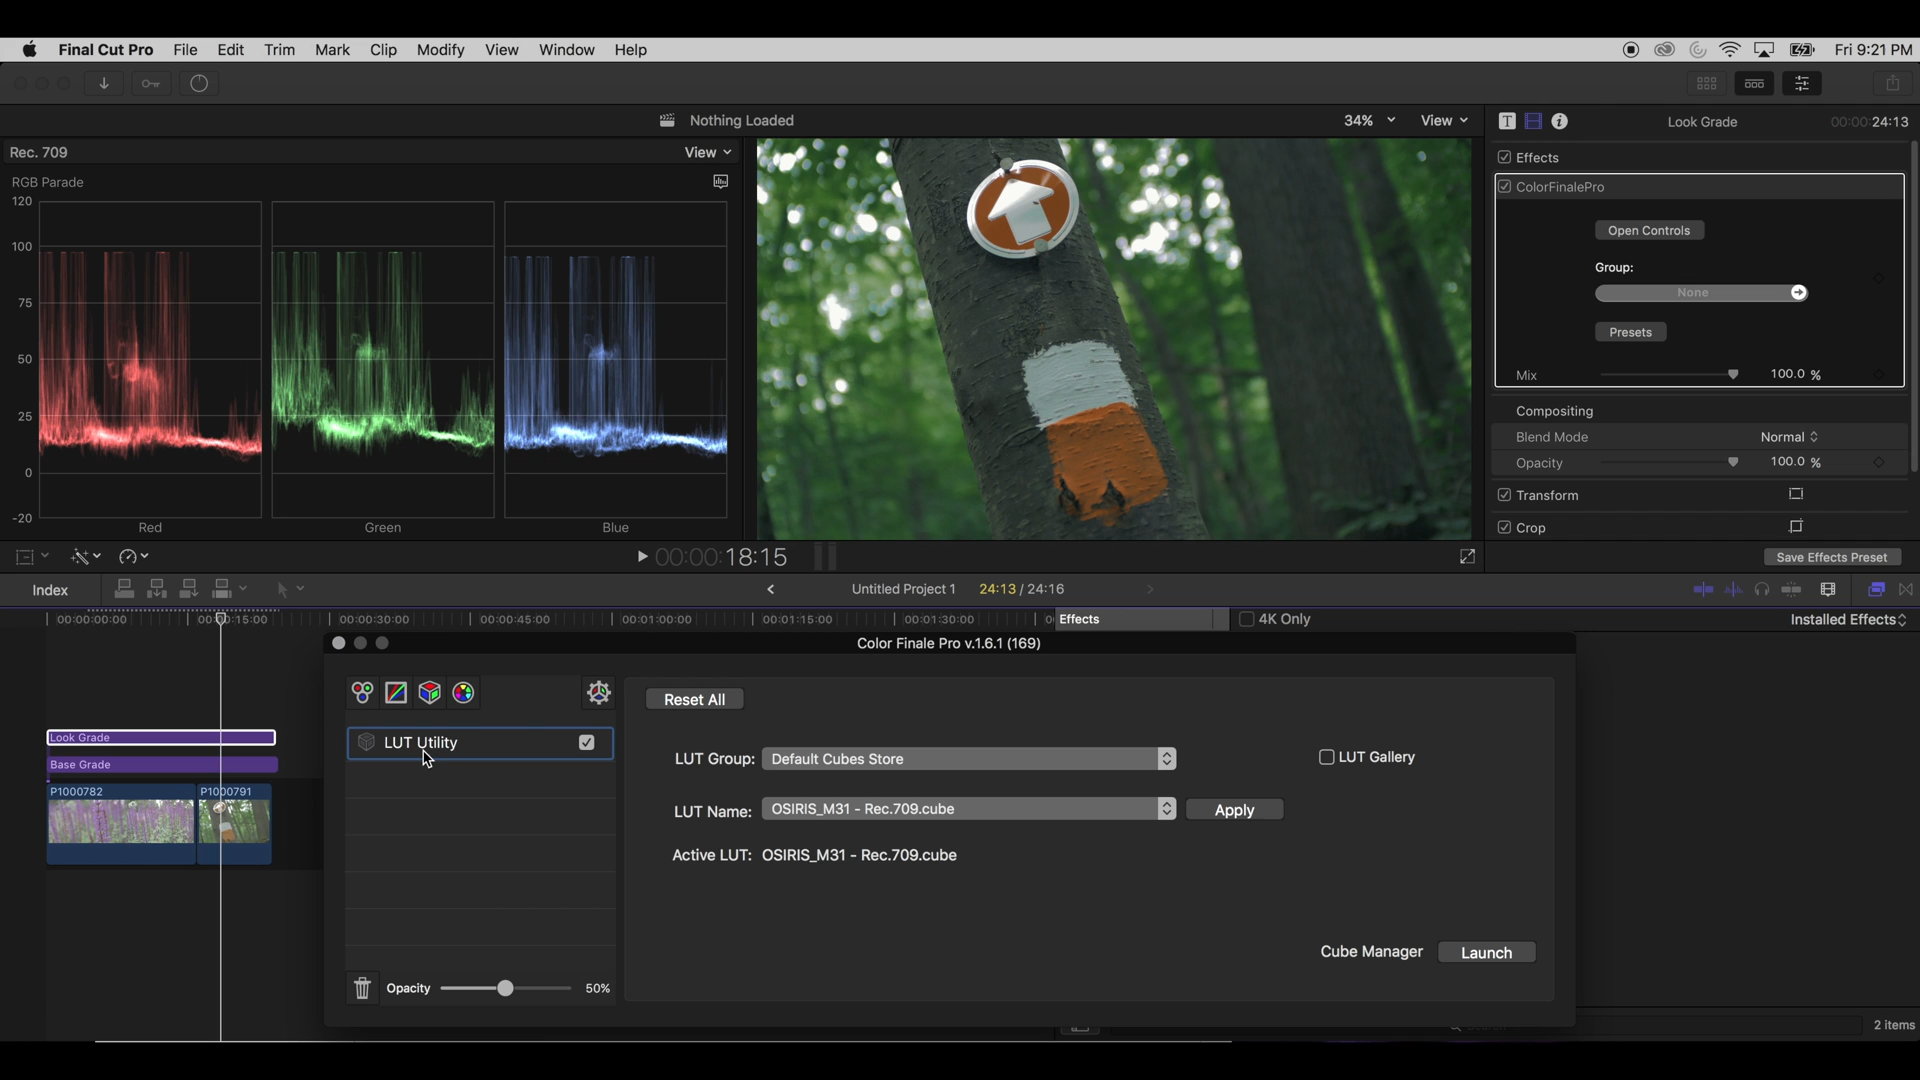 Final Cut Pro File Edit Trim Mark Clip Modify View Window Help Fri 9:21 PM
Nothing Loaded 34% View
Look Grade 00:00:24:13
Rec. 709 View
RGB Parade
120
100
75
50
25
0
-20
Red Green Blue
Effects
ColorFinalePro
Open Controls
Group:
None
Presets
Mix 100.0 %
Compositing
Blend Mode Normal
Opacity 100.0 %
Transform
Crop
Save Effects Preset
00:00:18:15
Index Untitled Project 1 24:13 / 24:16
00:00:00:00 00:00:15:00 00:00:30:00 00:00:45:00 00:01:00:00 00:01:15:00 00:01:30:00 Effects 4K Only Installed Effects
Color Finale Pro v.1.6.1 (169)
Reset All
Look Grade
Base Grade
P1000782 P1000791
LUT Utility
LUT Group: Default Cubes Store LUT Gallery
LUT Name: OSIRIS_M31 - Rec.709.cube Apply
Active LUT: OSIRIS_M31 - Rec.709.cube
Cube Manager Launch
Opacity 50%
2 items